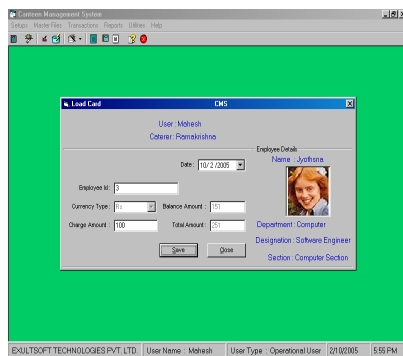 Canteen Management System
Setups Master Files Transactions Reports Utilities Help
Load Card CMS
User : Mahesh
Caterer : Ramakrishna
Employee Details
Date : 10/ 2 /2005
Name : Jyothsna
Employee Id : 3
Currency Type : Rs Balance Amount : 151
Charge Amount : 100 Total Amount : 251
Department : Computer
Designation : Software Engineer
Save Close
Section : Computer Section
EXULTSOFT TECHNOLOGIES PVT. LTD. User Name : Mahesh User Type : Operational User 2/10/2005 5:55 PM